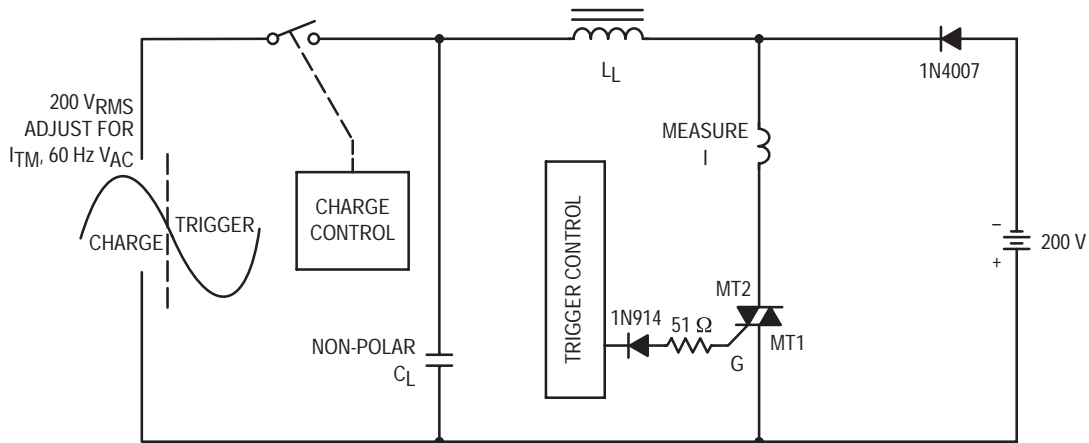 200 VRMS
ADJUST FOR
ITM, 60 Hz VAC
CHARGE
TRIGGER
CHARGE
CONTROL
NON-POLAR
CL
LL
TRIGGER CONTROL
MEASURE
I
1N914
51 Ω
G
MT2
MT1
1N4007
–
+
200 V